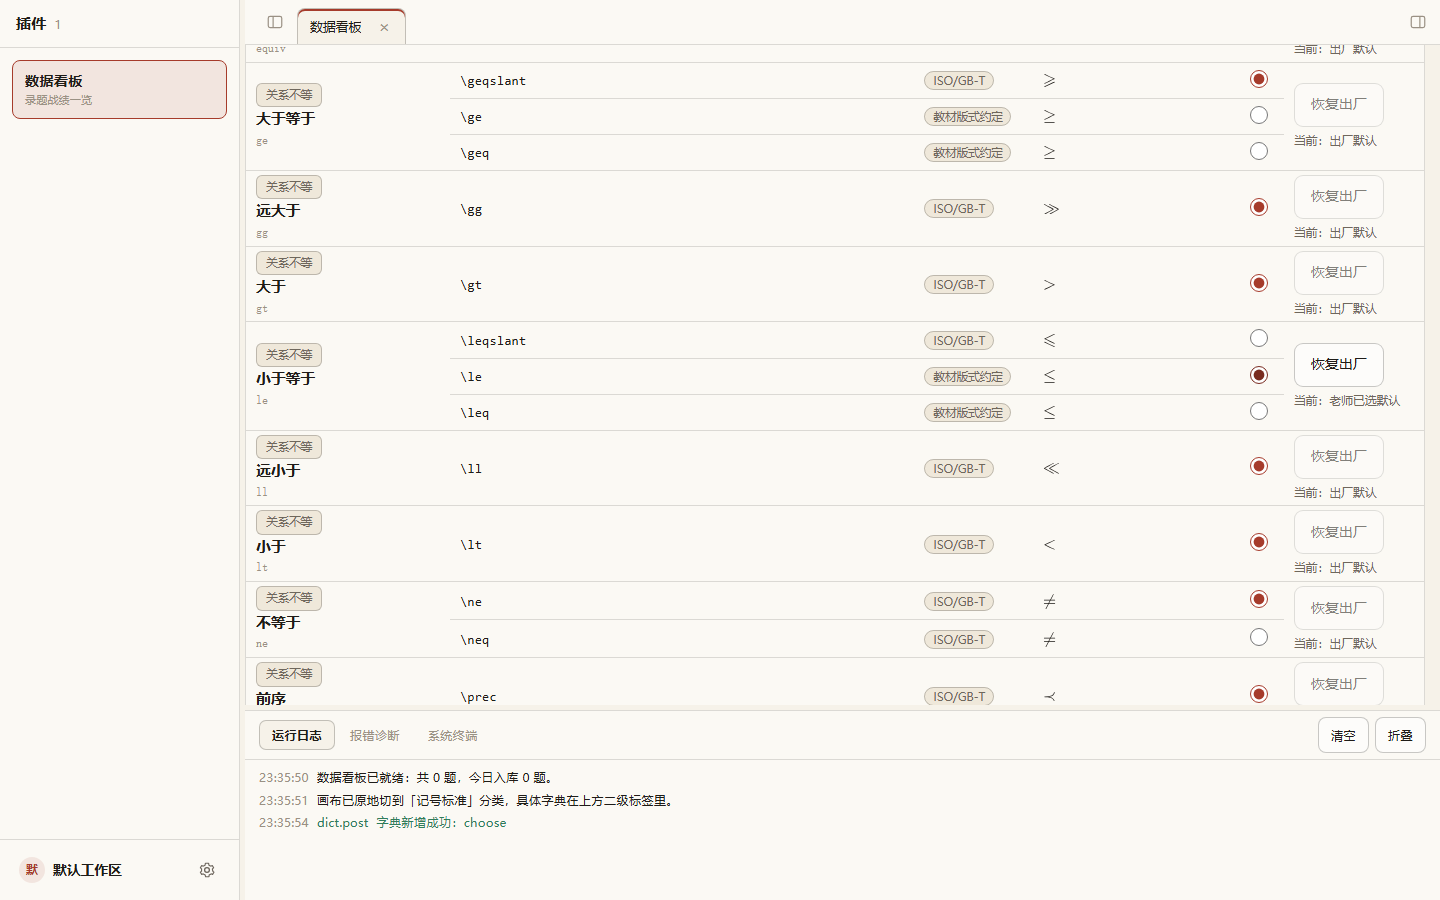 插件 1
数据看板
录题战绩一览
数据看板 ×
equiv
当前：出厂默认
关系不等
大于等于
ge
\geqslant ISO/GB-T ⩾
\ge 教材版式约定 ≥
\geq 教材版式约定 ≥
恢复出厂
当前：出厂默认
关系不等
远大于
gg
\gg ISO/GB-T ≫
恢复出厂
当前：出厂默认
关系不等
大于
gt
\gt ISO/GB-T >
恢复出厂
当前：出厂默认
关系不等
小于等于
le
\leqslant ISO/GB-T ⩽
\le 教材版式约定 ≤
\leq 教材版式约定 ≤
恢复出厂
当前：老师已选默认
关系不等
远小于
ll
\ll ISO/GB-T ≪
恢复出厂
当前：出厂默认
关系不等
小于
lt
\lt ISO/GB-T <
恢复出厂
当前：出厂默认
关系不等
不等于
ne
\ne ISO/GB-T ≠
\neq ISO/GB-T ≠
恢复出厂
当前：出厂默认
关系不等
前序
\prec ISO/GB-T ≺
恢复出厂
运行日志 报错诊断 系统终端 清空 折叠
23:35:50 数据看板已就绪：共 0 题，今日入库 0 题。
23:35:51 画布已原地切到「记号标准」分类，具体字典在上方二级标签里。
23:35:54 dict.post 字典新增成功：choose
默 默认工作区